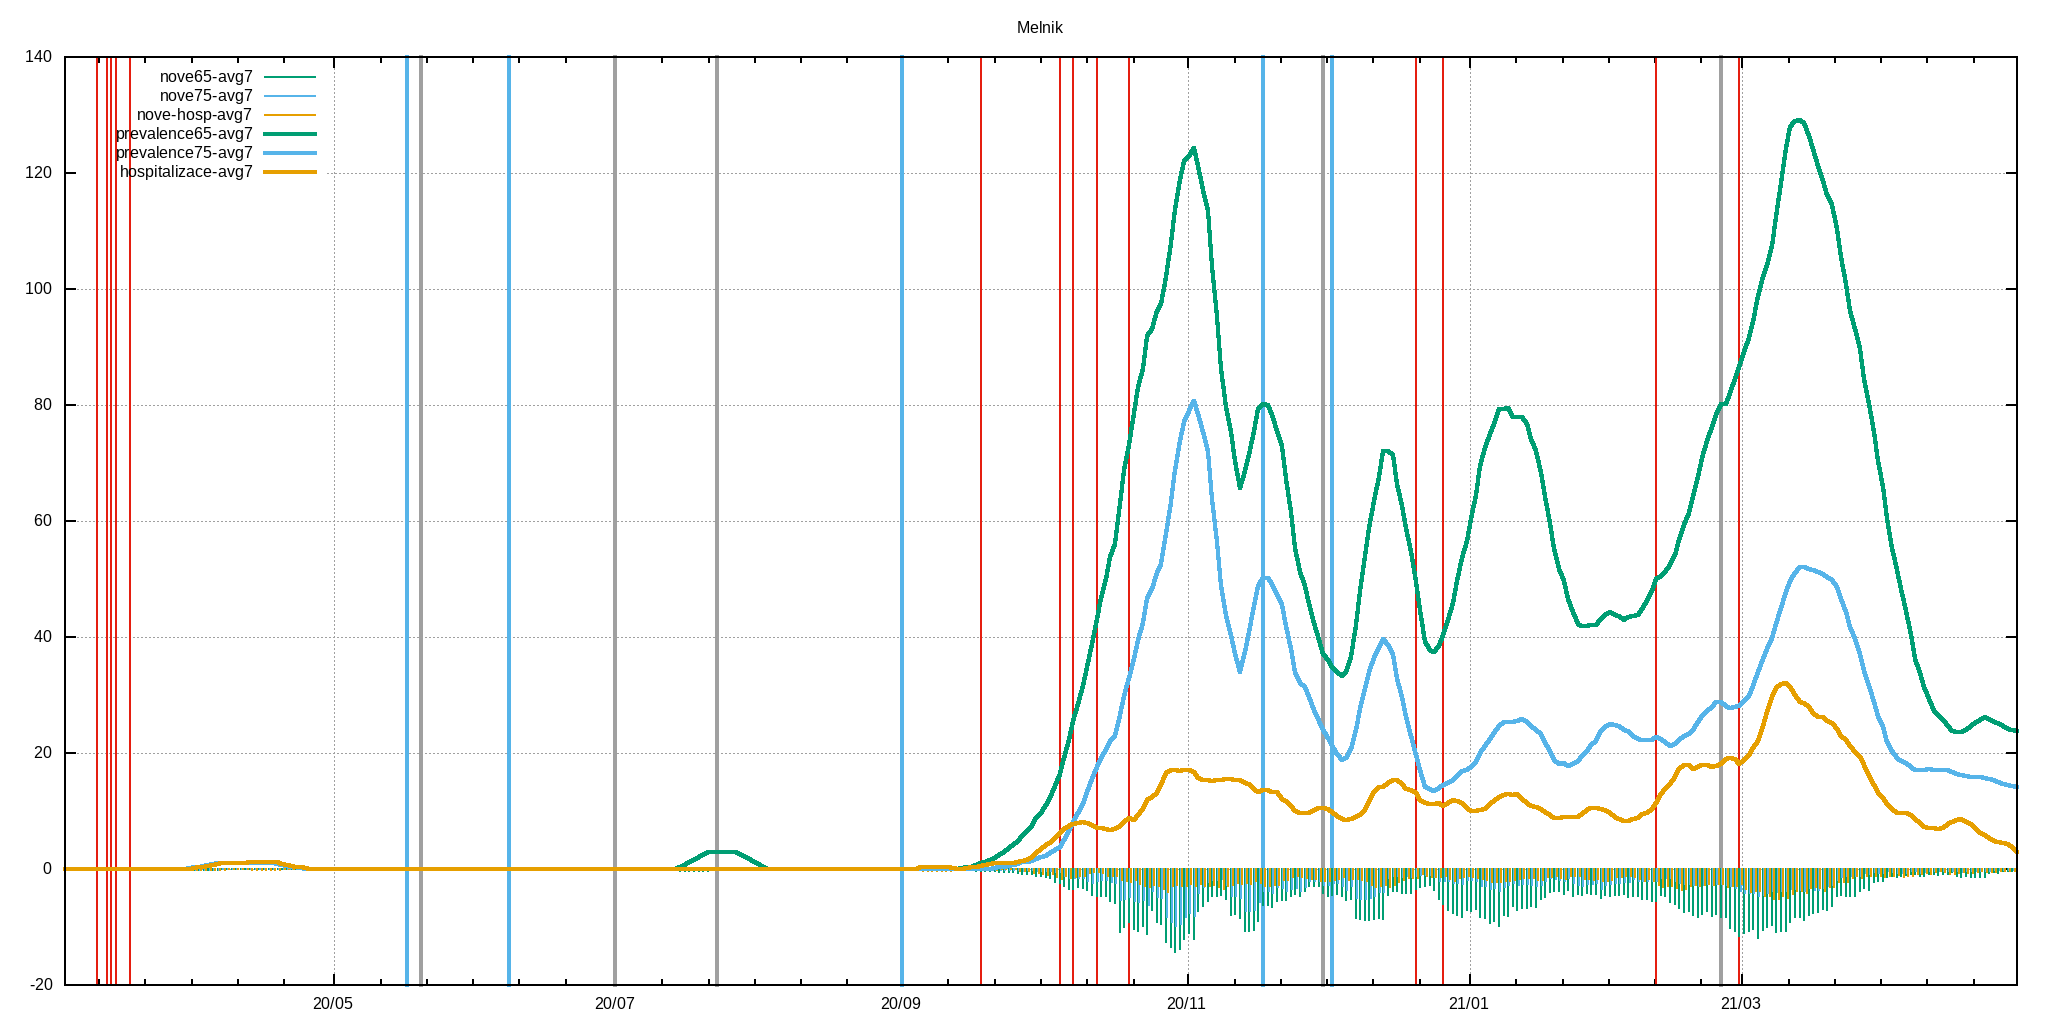 Melnik
140
120
100
80
60
40
20
0
-20
nove65-avg7
nove75-avg7
nove-hosp-avg7
prevalence65-avg7
prevalence75-avg7
hospitalizace-avg7
20/05 20/07 20/09 20/11 21/01 21/03